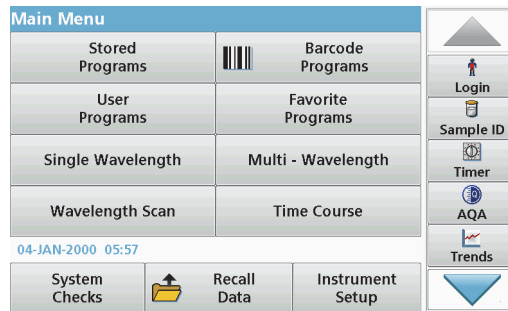 Main Menu
Stored
Programs
Barcode
Programs
User
Programs
Favorite
Programs
Single Wavelength
Multi - Wavelength
Wavelength Scan
Time Course
04-JAN-2000 05:57
System
Checks
Recall
Data
Instrument
Setup
Login
Sample ID
Timer
AQA
Trends